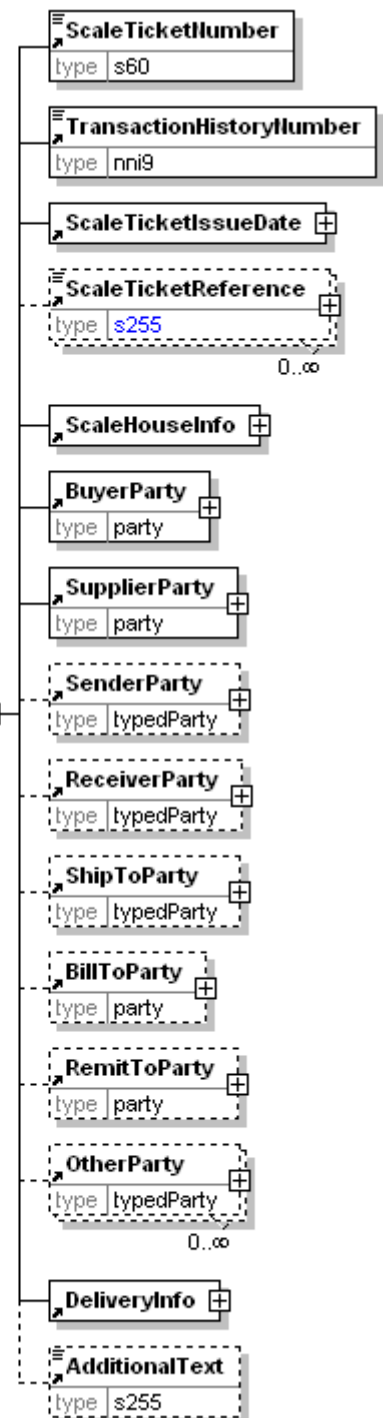 ScaleTicketNumber
type s60
TransactionHistoryNumber
type nni9
ScaleTicketIssueDate
ScaleTicketReference
type s255
0..∞
ScaleHouseInfo
BuyerParty
type party
SupplierParty
type party
SenderParty
type typedParty
ReceiverParty
type typedParty
ShipToParty
type typedParty
BillToParty
type party
RemitToParty
type party
OtherParty
type typedParty
0..∞
DeliveryInfo
AdditionalText
type s255